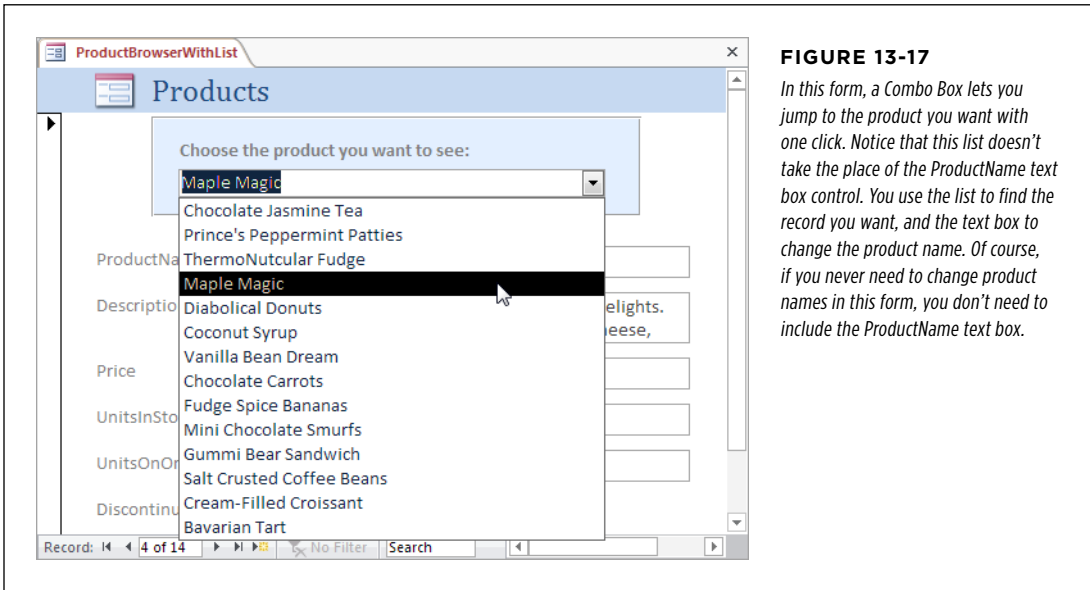 ProductBrowserWithList
Products
Choose the product you want to see:
Maple Magic
Chocolate Jasmine Tea
Prince's Peppermint Patties
ProductNa
ThermoNutcular Fudge
Maple Magic
Descriptio
Diabolical Donuts
elights.
Coconut Syrup
eese,
Vanilla Bean Dream
Price
Chocolate Carrots
Fudge Spice Bananas
UnitsInSto
Mini Chocolate Smurfs
Gummi Bear Sandwich
UnitsOnOr
Salt Crusted Coffee Beans
Cream-Filled Croissant
Discontinu
Bavarian Tart
Record: 4 of 14 No Filter Search
FIGURE 13-17
In this form, a Combo Box lets you
jump to the product you want with
one click. Notice that this list doesn’t
take the place of the ProductName text
box control. You use the list to find the
record you want, and the text box to
change the product name. Of course,
if you never need to change product
names in this form, you don’t need to
include the ProductName text box.